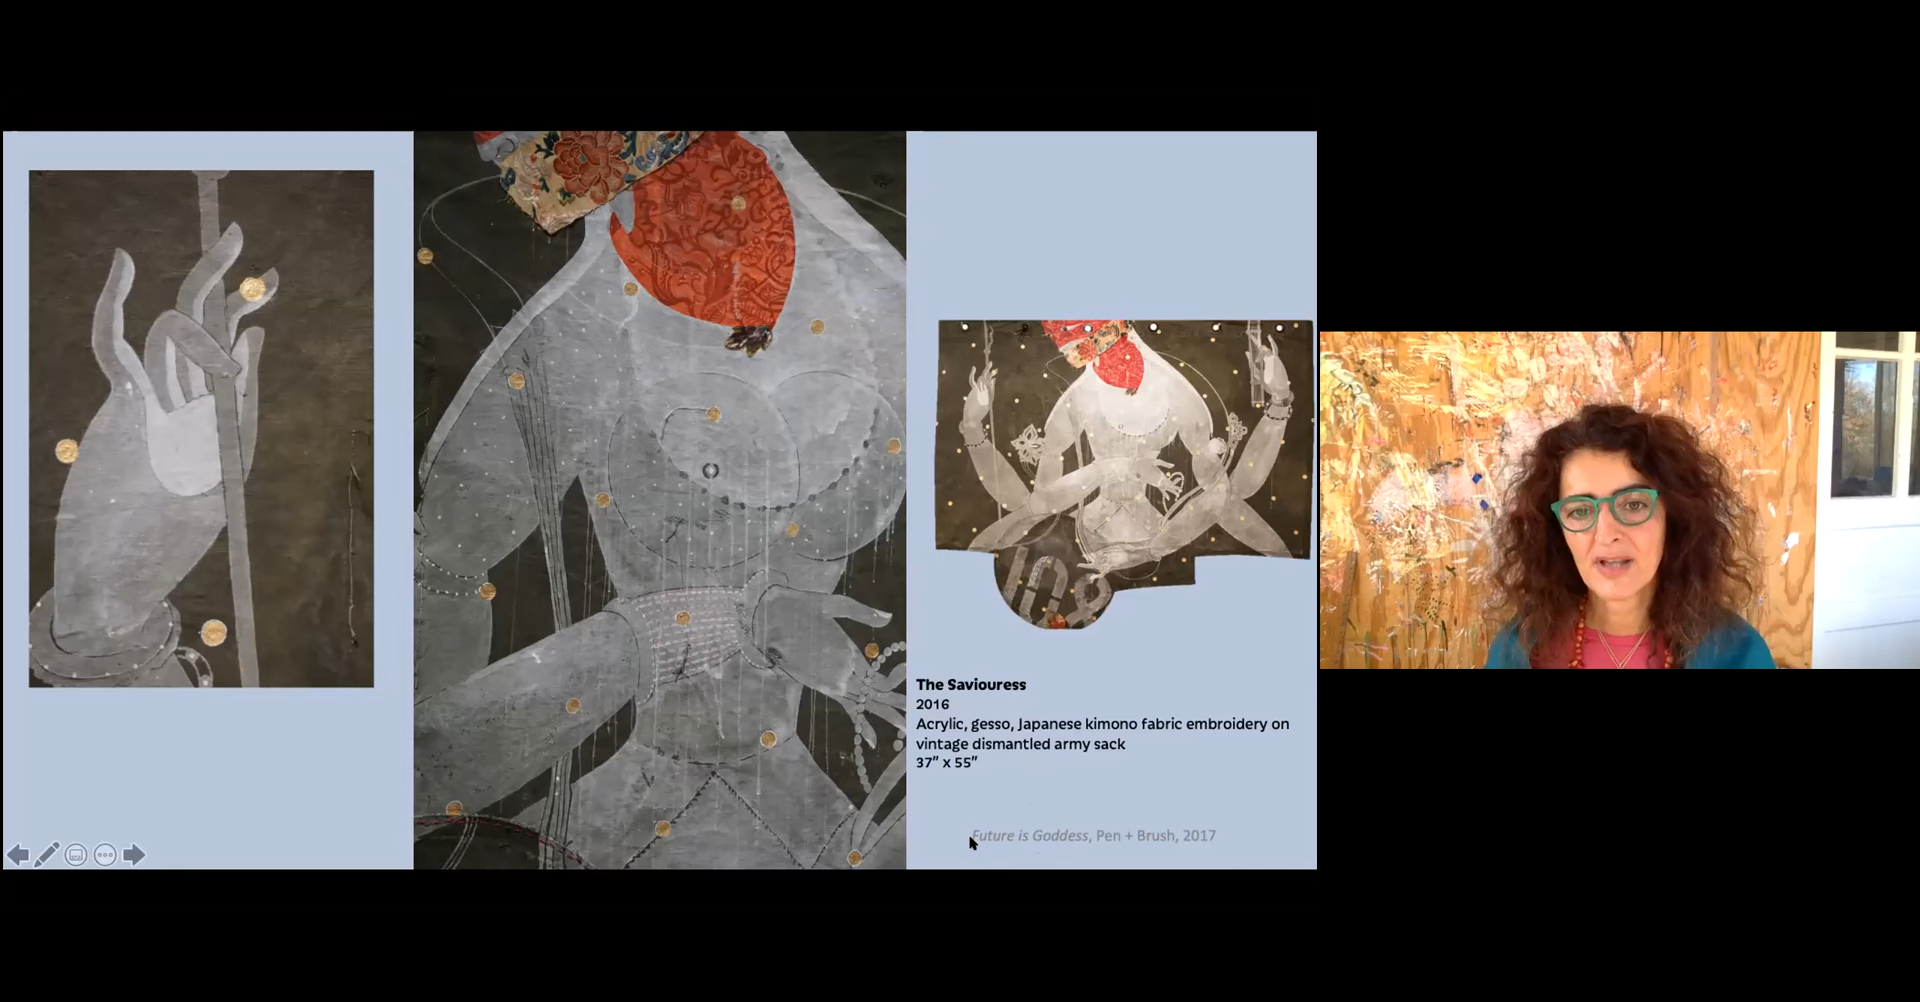 108
The Saviouress
2016
Acrylic, gesso, Japanese kimono fabric embroidery on
vintage dismantled army sack
37” x 55”
Future is Goddess, Pen + Brush, 2017